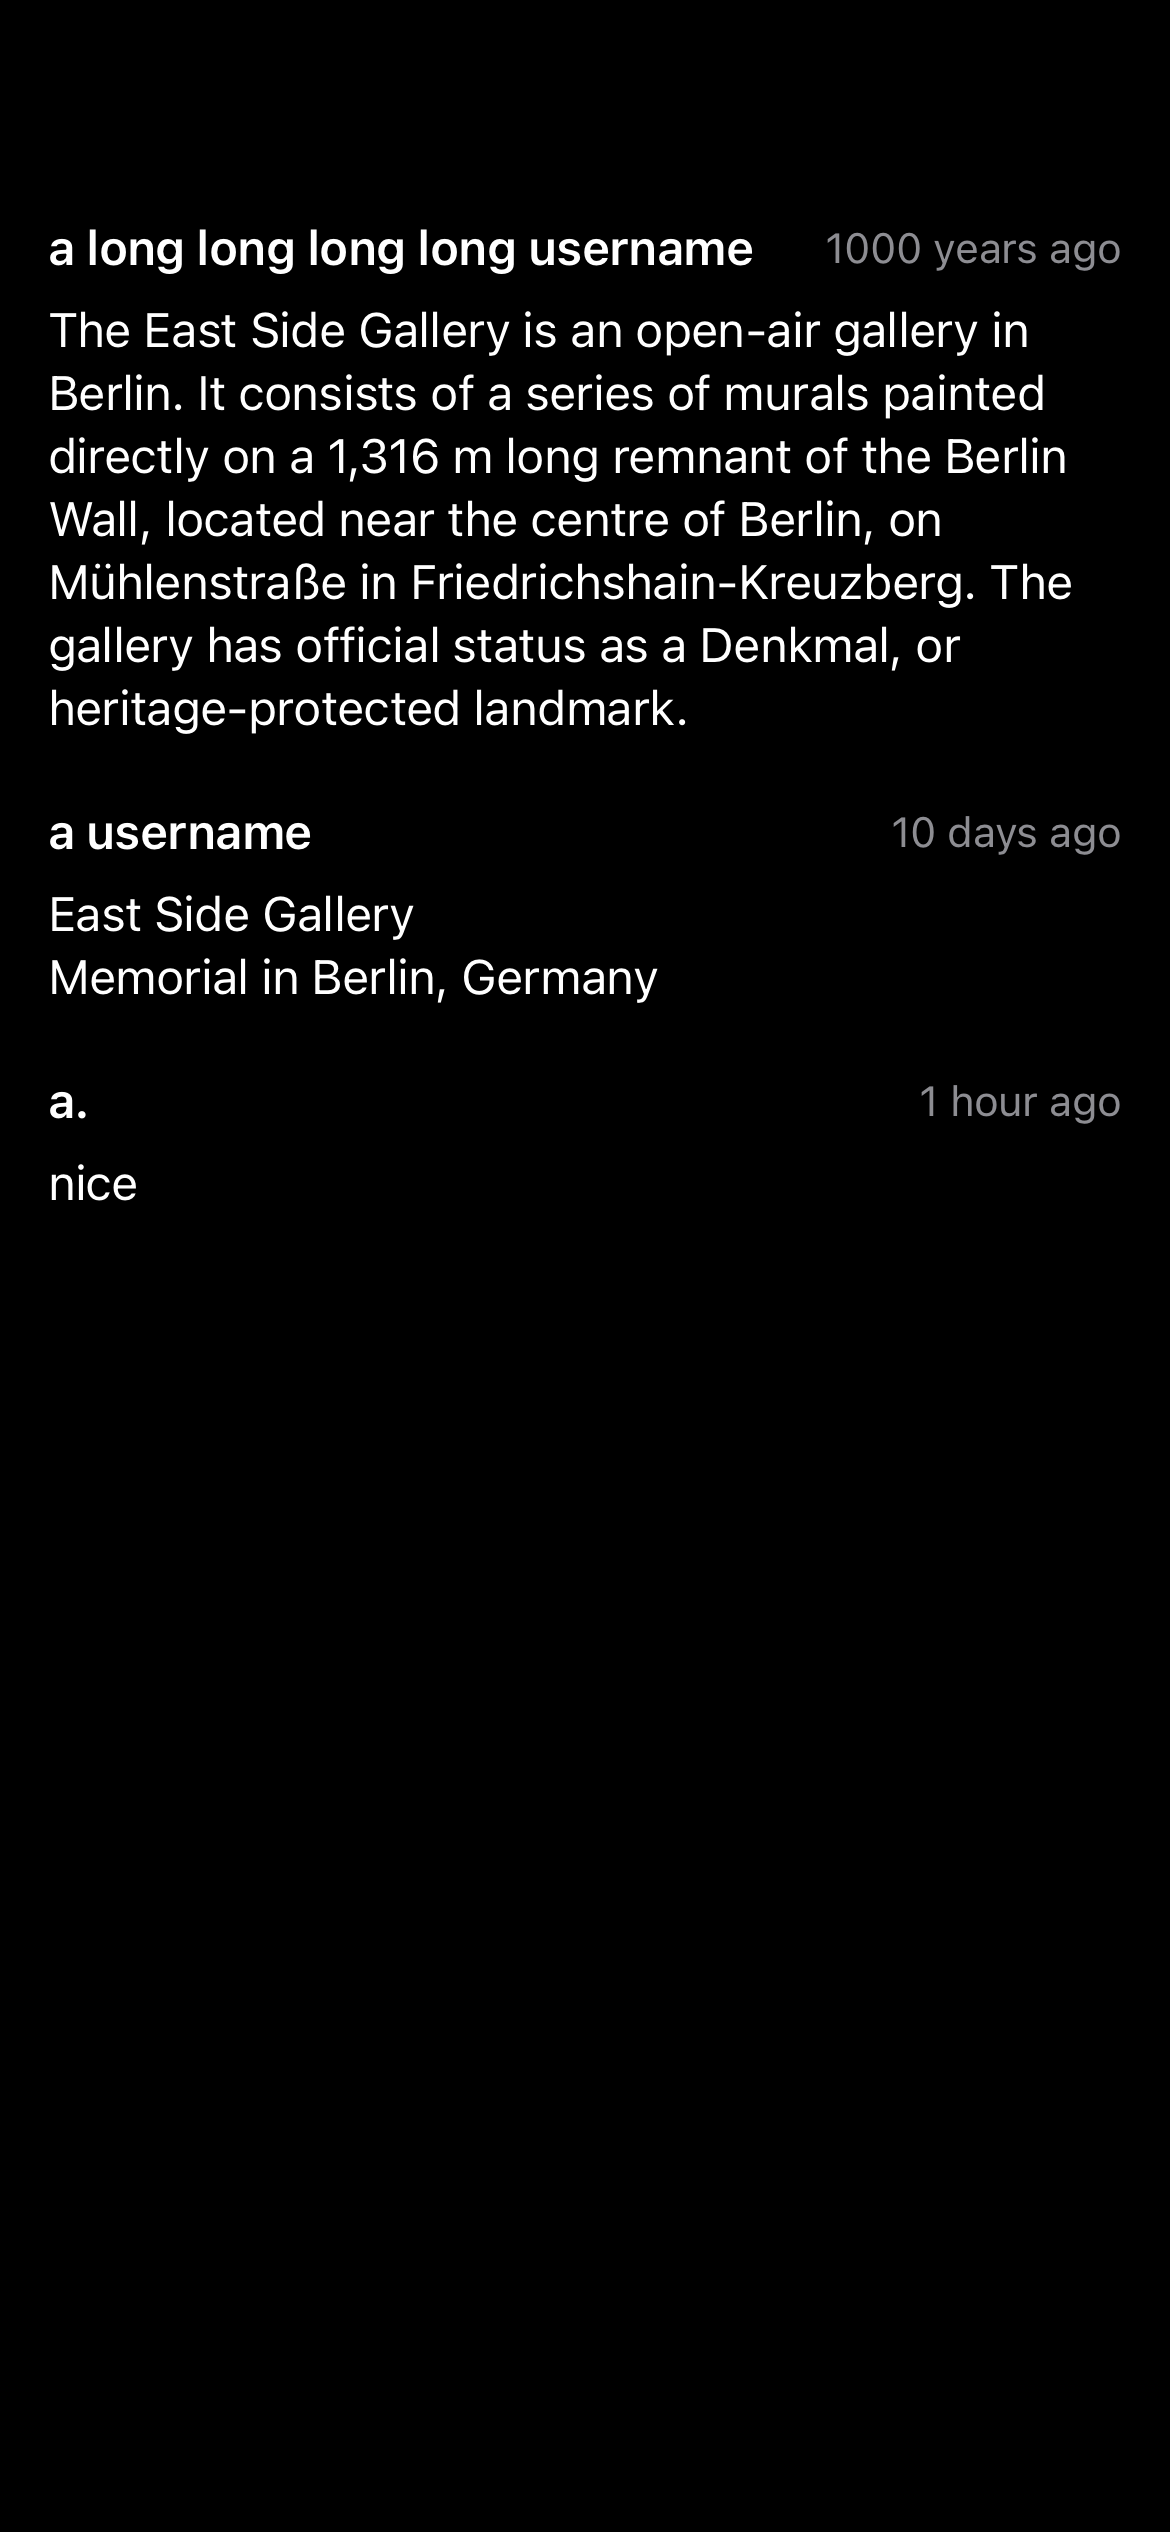 a long long long long username 1000 years ago
The East Side Gallery is an open-air gallery in
Berlin. It consists of a series of murals painted
directly on a 1,316 m long remnant of the Berlin
Wall, located near the centre of Berlin, on
Mühlenstraße in Friedrichshain-Kreuzberg. The
gallery has official status as a Denkmal, or
heritage-protected landmark.
a username 10 days ago
East Side Gallery
Memorial in Berlin, Germany
a. 1 hour ago
nice